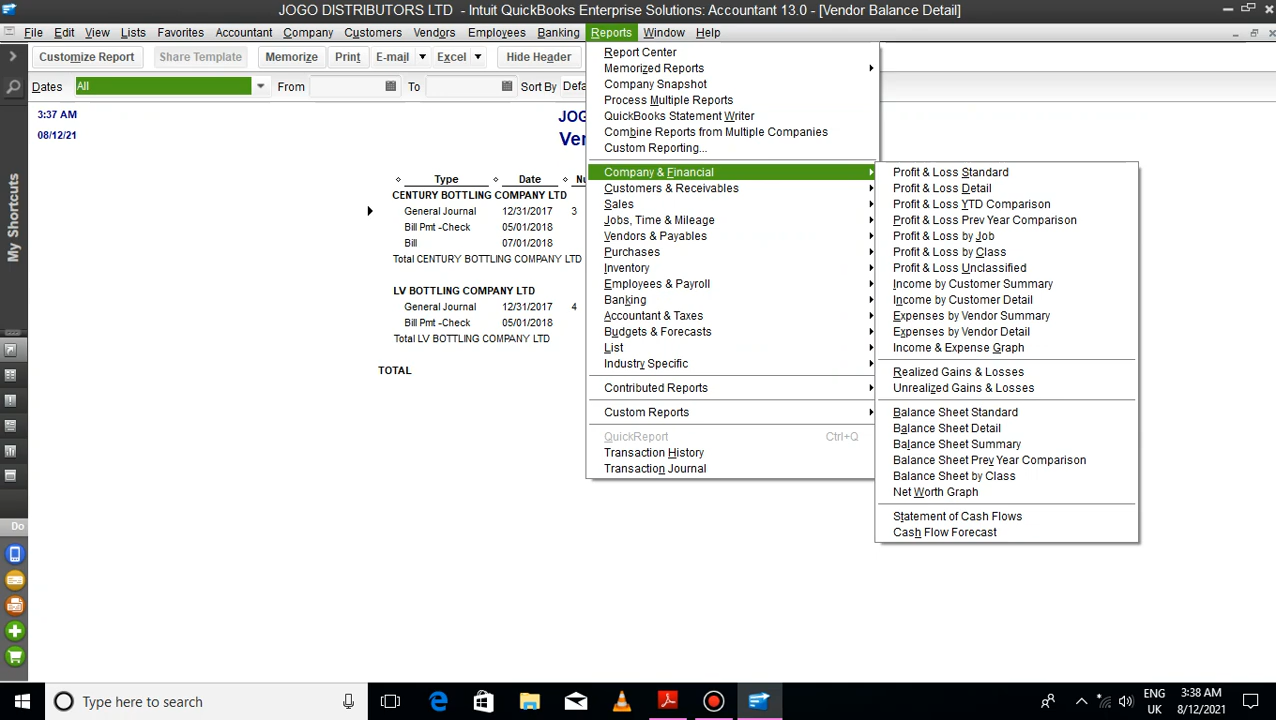 JOGO DISTRIBUTORS LTD - Intuit QuickBooks Enterprise Solutions: Accountant 13.0 - [Vendor Balance Detail]
File Edit View Lists Favorites Accountant Company Customers Vendors Employees Banking Reports Window Help
Customize Report Share Template Memorize Print E-mail Excel Hide Header
Dates All From To Sort By Defa
3:37 AM
08/12/21
JOG
Ven
Type Date Nu
CENTURY BOTTLING COMPANY LTD
General Journal 12/31/2017 3
Bill Pmt -Check 05/01/2018
Bill 07/01/2018
Total CENTURY BOTTLING COMPANY LTD
LV BOTTLING COMPANY LTD
General Journal 12/31/2017 4
Bill Pmt -Check 05/01/2018
Total LV BOTTLING COMPANY LTD
TOTAL
Report Center
Memorized Reports
Company Snapshot
Process Multiple Reports
QuickBooks Statement Writer
Combine Reports from Multiple Companies
Custom Reporting...
Company & Financial
Customers & Receivables
Sales
Jobs, Time & Mileage
Vendors & Payables
Purchases
Inventory
Employees & Payroll
Banking
Accountant & Taxes
Budgets & Forecasts
List
Industry Specific
Contributed Reports
Custom Reports
QuickReport Ctrl+Q
Transaction History
Transaction Journal
Profit & Loss Standard
Profit & Loss Detail
Profit & Loss YTD Comparison
Profit & Loss Prev Year Comparison
Profit & Loss by Job
Profit & Loss by Class
Profit & Loss Unclassified
Income by Customer Summary
Income by Customer Detail
Expenses by Vendor Summary
Expenses by Vendor Detail
Income & Expense Graph
Realized Gains & Losses
Unrealized Gains & Losses
Balance Sheet Standard
Balance Sheet Detail
Balance Sheet Summary
Balance Sheet Prev Year Comparison
Balance Sheet by Class
Net Worth Graph
Statement of Cash Flows
Cash Flow Forecast
My Shortcuts
Do
Type here to search
ENG
UK
3:38 AM
8/12/2021